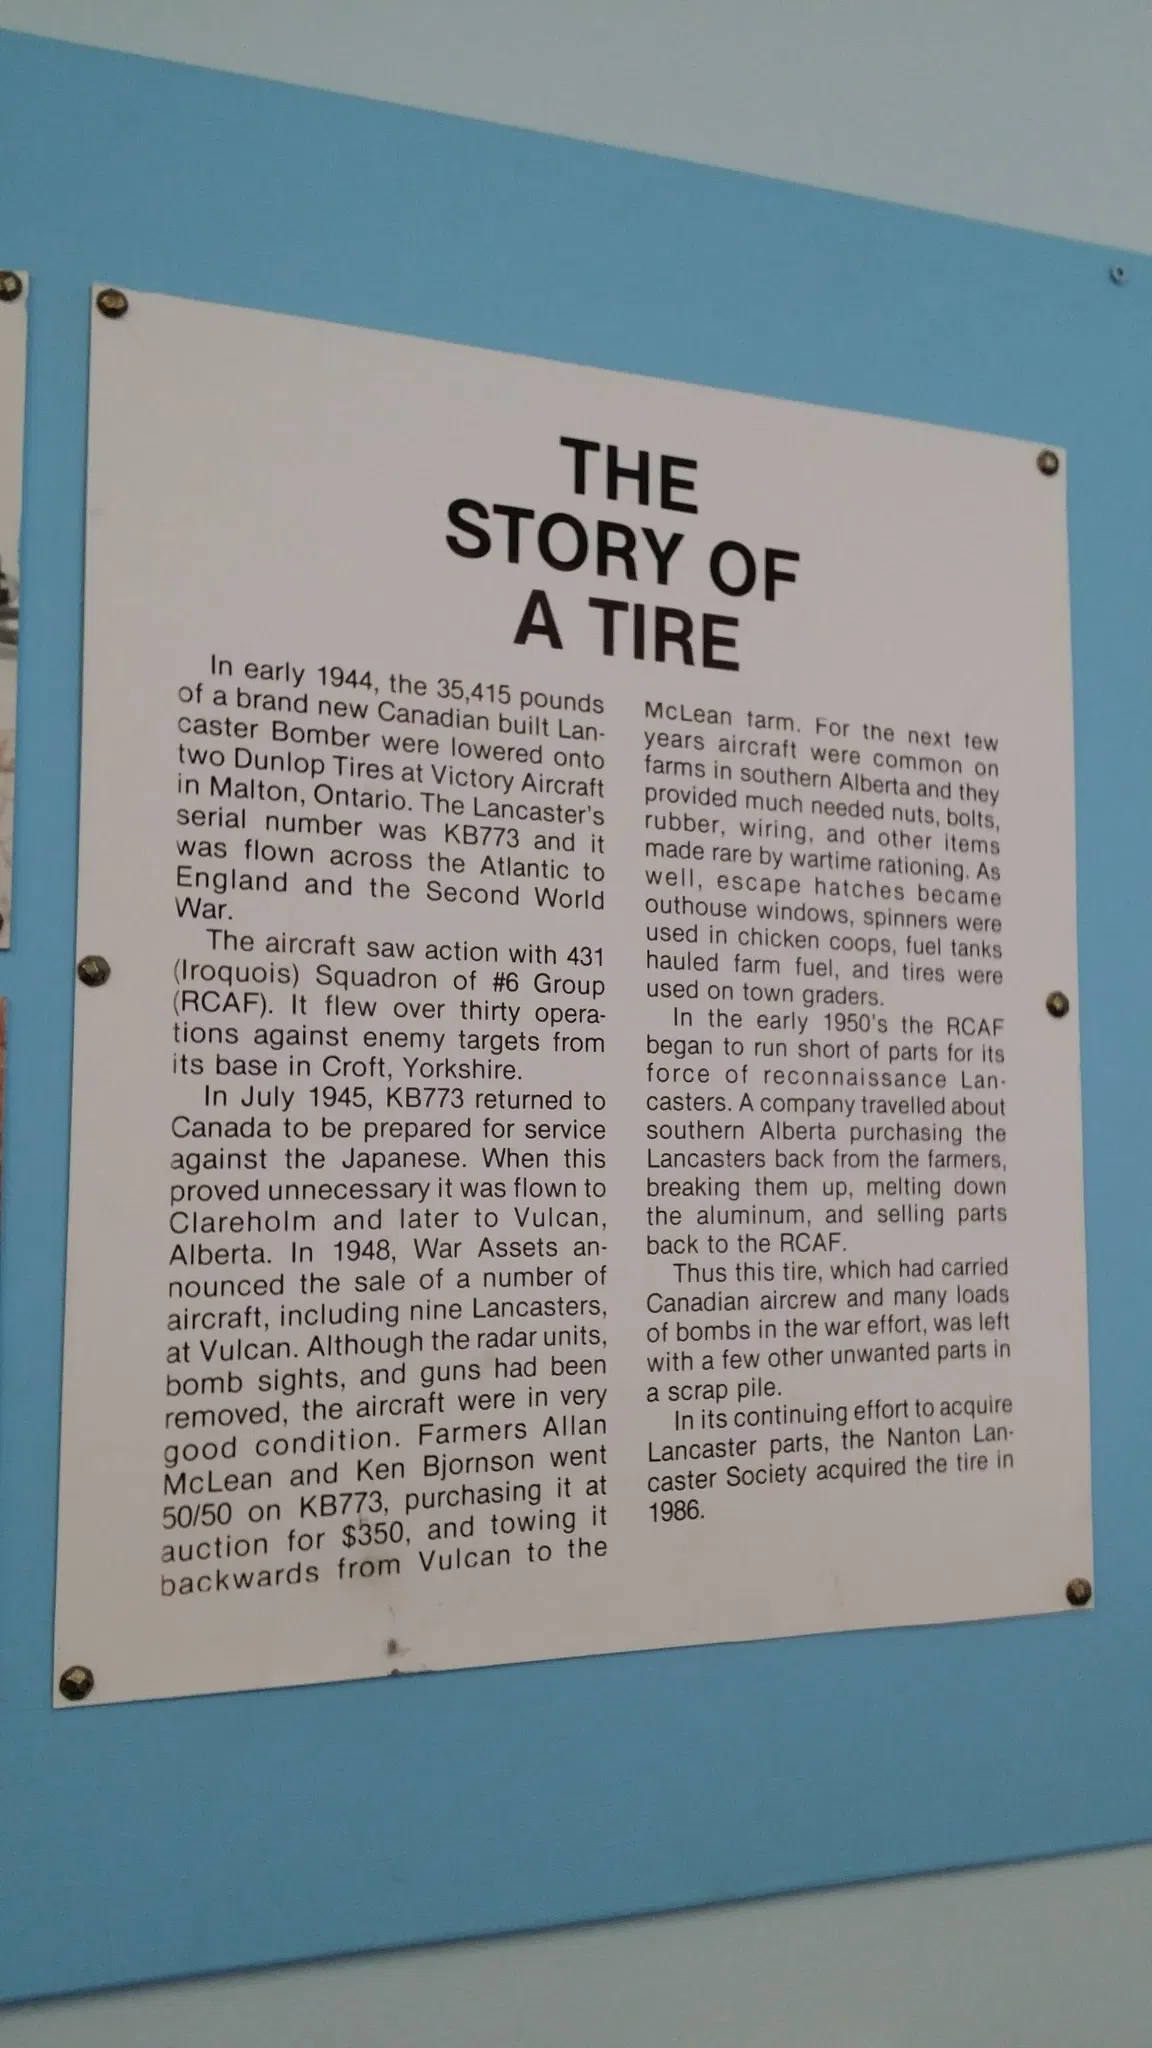 THE
STORY OF
A TIRE
In early 1944, the 35,415 pounds
of a brand new Canadian built Lan-
caster Bomber were lowered onto
two Dunlop Tires at Victory Aircraft
in Malton, Ontario. The Lancaster's
serial number was KB773 and it
was flown across the Atlantic to
England and the Second World
War.
The aircraft saw action with 431
(Iroquois) Squadron of #6 Group
(RCAF). It flew over thirty opera-
tions against enemy targets from
its base in Croft, Yorkshire.
In July 1945, KB773 returned to
Canada to be prepared for service
against the Japanese. When this
proved unnecessary it was flown to
Clareholm and later to Vulcan,
Alberta. In 1948, War Assets an-
nounced the sale of a number of
aircraft, including nine Lancasters,
at Vulcan. Although the radar units,
bomb sights, and guns had been
removed, the aircraft were in very
good condition. Farmers Allan
McLean and Ken Bjornson went
50/50 on KB773, purchasing it at
auction for $350, and towing it
backwards from Vulcan to the
McLean farm. For the next few
years aircraft were common on
farms in southern Alberta and they
provided much needed nuts, bolts,
rubber, wiring, and other items
made rare by wartime rationing. As
well, escape hatches became
outhouse windows, spinners were
used in chicken coops, fuel tanks
hauled farm fuel, and tires were
used on town graders.
In the early 1950's the RCAF
began to run short of parts for its
force of reconnaissance Lan-
casters. A company travelled about
southern Alberta purchasing the
Lancasters back from the farmers,
breaking them up, melting down
the aluminum, and selling parts
back to the RCAF.
Thus this tire, which had carried
Canadian aircrew and many loads
of bombs in the war effort, was left
with a few other unwanted parts in
a scrap pile.
In its continuing effort to acquire
Lancaster parts, the Nanton Lan-
caster Society acquired the tire in
1986.